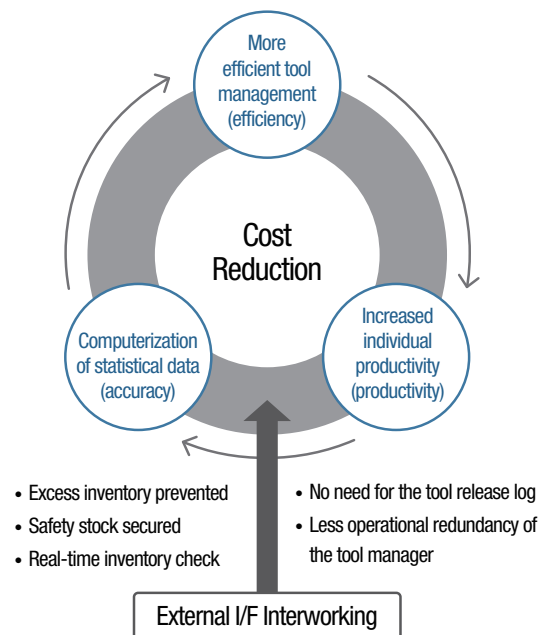 More
efficient tool
management
(efficiency)
Cost
Reduction
Computerization
of statistical data
(accuracy)
Increased
individual
productivity
(productivity)
• Excess inventory prevented
• Safety stock secured
• Real-time inventory check
• No need for the tool release log
• Less operational redundancy of
the tool manager
External I/F Interworking